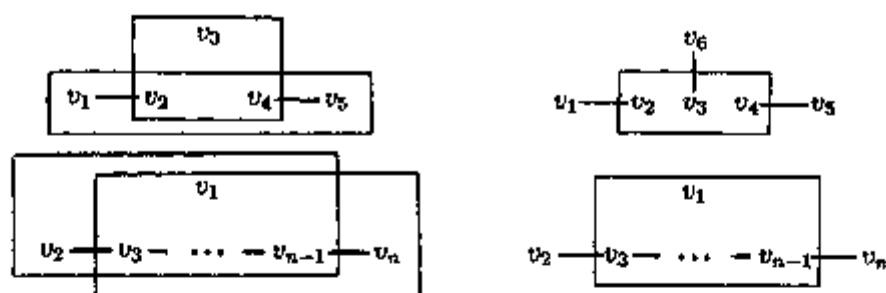 v₃
v₁ v₂ v₄ v₅
v₁
v₂ v₃ ... vₙ₋₁ vₙ
v₆
v₁ v₂ v₃ v₄ v₅
v₁
v₂ v₃ ... vₙ₋₁ vₙ